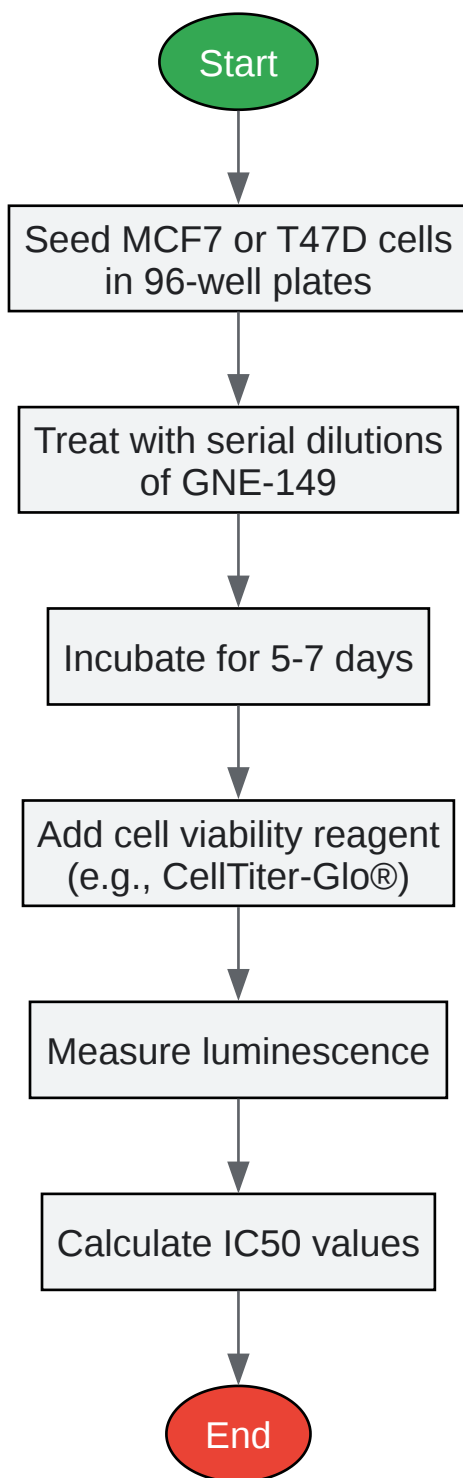 Start
Seed MCF7 or T47D cells
in 96-well plates
Treat with serial dilutions
of GNE-149
Incubate for 5-7 days
Add cell viability reagent
(e.g., CellTiter-Glo®)
Measure luminescence
Calculate IC50 values
End